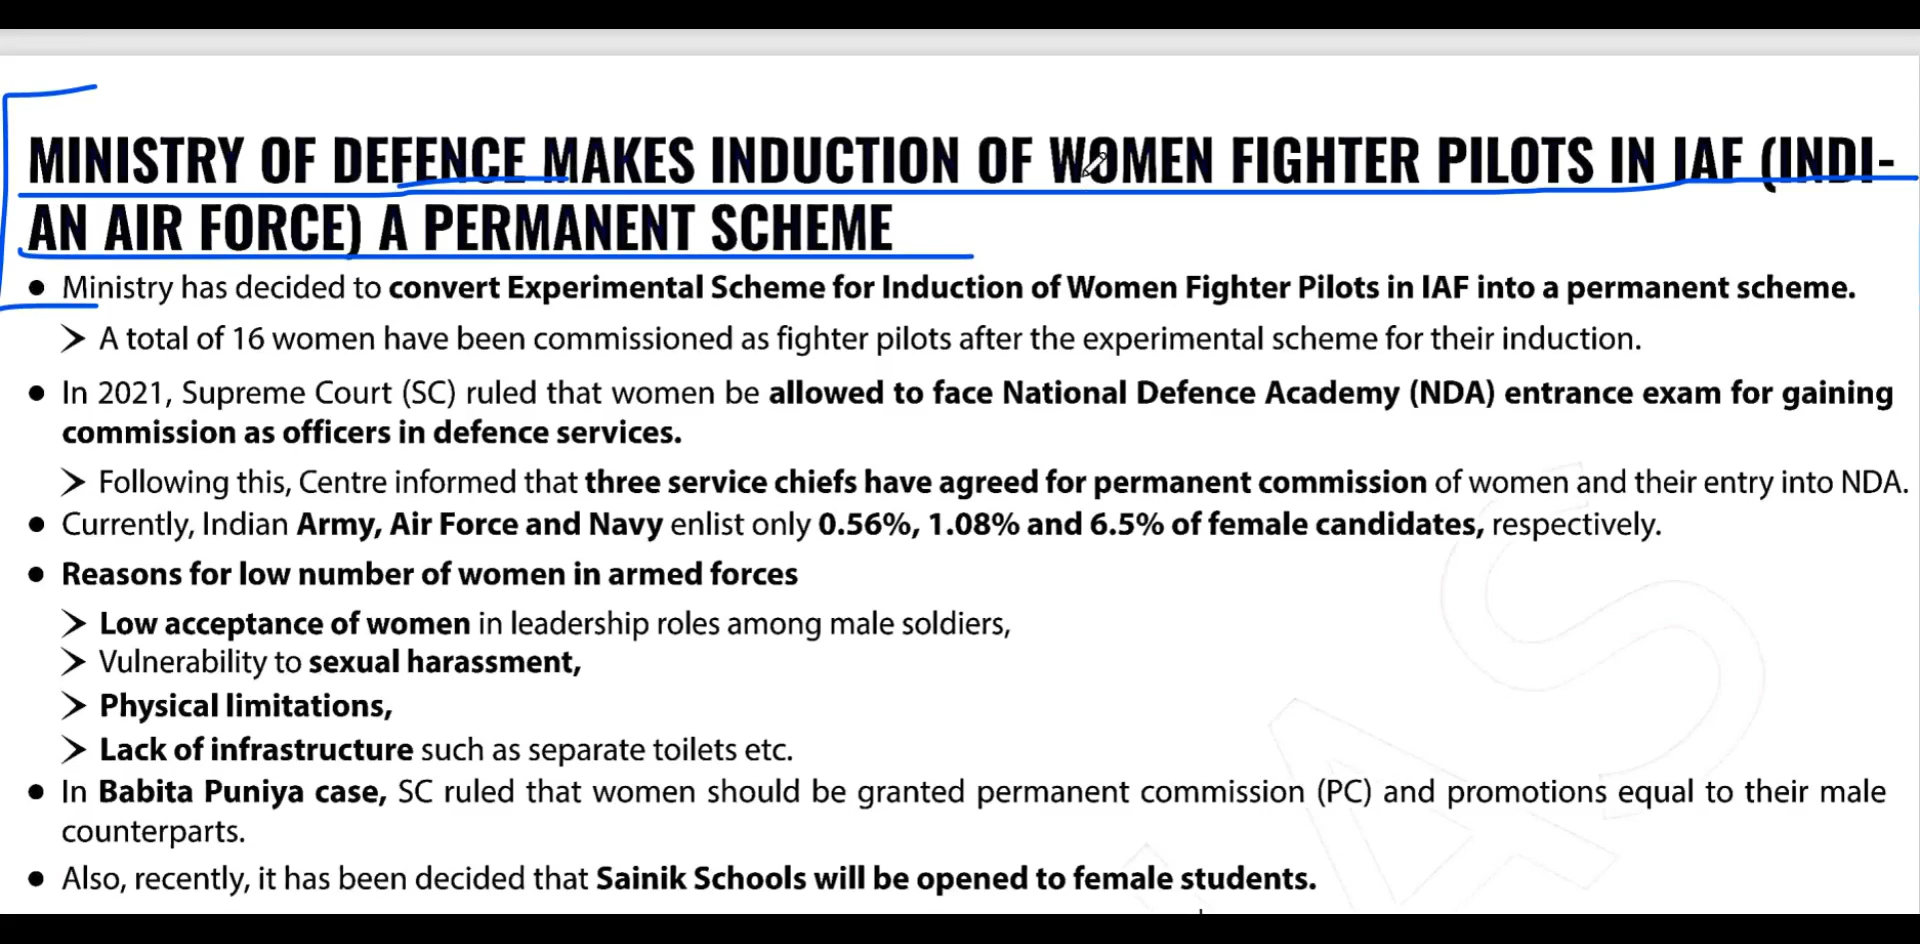 MINISTRY OF DEFENCE MAKES INDUCTION OF WOMEN FIGHTER PILOTS IN IAF (INDI-
AN AIR FORCE) A PERMANENT SCHEME
● Ministry has decided to convert Experimental Scheme for Induction of Women Fighter Pilots in IAF into a permanent scheme.
➢ A total of 16 women have been commissioned as fighter pilots after the experimental scheme for their induction.
● In 2021, Supreme Court (SC) ruled that women be allowed to face National Defence Academy (NDA) entrance exam for gaining
commission as officers in defence services.
➢ Following this, Centre informed that three service chiefs have agreed for permanent commission of women and their entry into NDA.
● Currently, Indian Army, Air Force and Navy enlist only 0.56%, 1.08% and 6.5% of female candidates, respectively.
● Reasons for low number of women in armed forces
➢ Low acceptance of women in leadership roles among male soldiers,
➢ Vulnerability to sexual harassment,
➢ Physical limitations,
➢ Lack of infrastructure such as separate toilets etc.
● In Babita Puniya case, SC ruled that women should be granted permanent commission (PC) and promotions equal to their male
counterparts.
● Also, recently, it has been decided that Sainik Schools will be opened to female students.